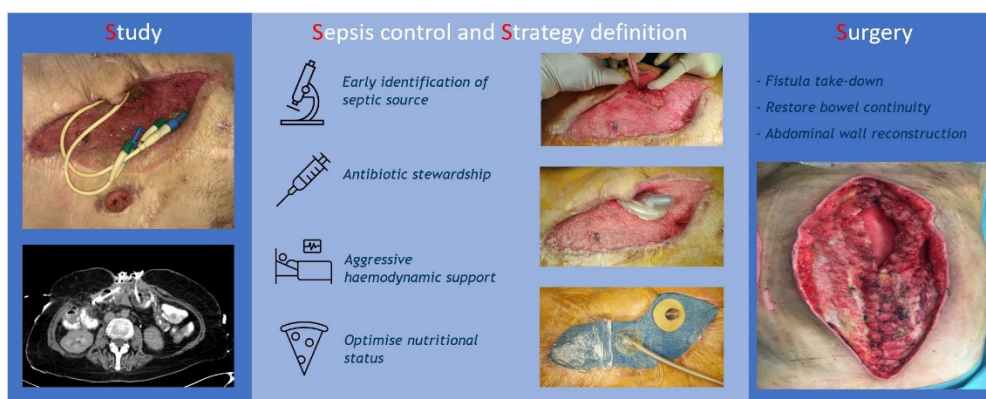 Study
Sepsis control and Strategy definition
Early identification of
septic source
Antibiotic stewardship
Aggressive
haemodynamic support
Optimise nutritional
status
Surgery
- Fistula take-down
- Restore bowel continuity
- Abdominal wall reconstruction